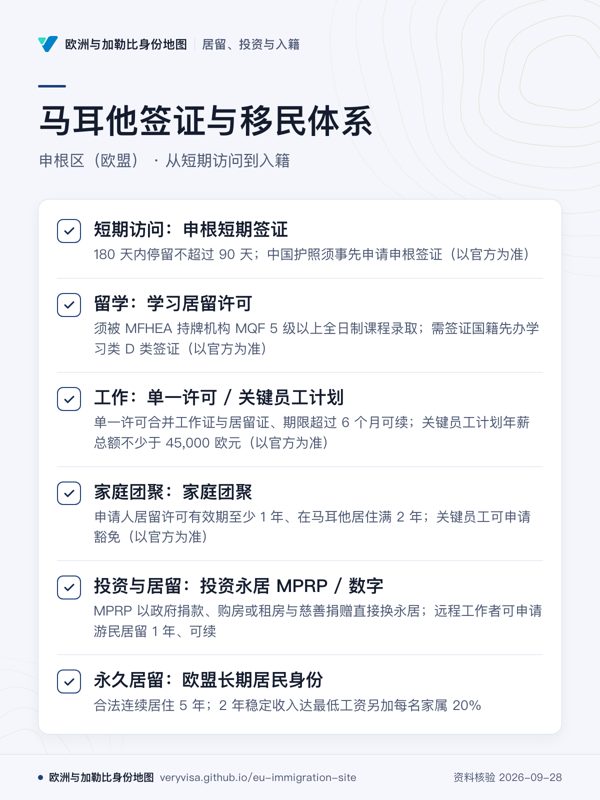 欧洲与加勒比身份地图 居留、投资与入籍
马耳他签证与移民体系
申根区（欧盟） · 从短期访问到入籍
短期访问：申根短期签证
180 天内停留不超过 90 天；中国护照须事先申请申根签证（以官方为准）
留学：学习居留许可
须被 MFHEA 持牌机构 MQF 5 级以上全日制课程录取；需签证国籍先办学
习类 D 类签证（以官方为准）
工作：单一许可 / 关键员工计划
单一许可合并工作证与居留证、期限超过 6 个月可续；关键员工计划年薪
总额不少于 45,000 欧元（以官方为准）
家庭团聚：家庭团聚
申请人居留许可有效期至少 1 年、在马耳他居住满 2 年；关键员工可申请
豁免（以官方为准）
投资与居留：投资永居 MPRP / 数字
MPRP 以政府捐款、购房或租房与慈善捐赠直接换永居；远程工作者可申请
游民居留 1 年、可续
永久居留：欧盟长期居民身份
合法连续居住 5 年；2 年稳定收入达最低工资另加每名家属 20%
欧洲与加勒比身份地图 veryvisa.github.io/eu-immigration-site 资料核验 2026-09-28